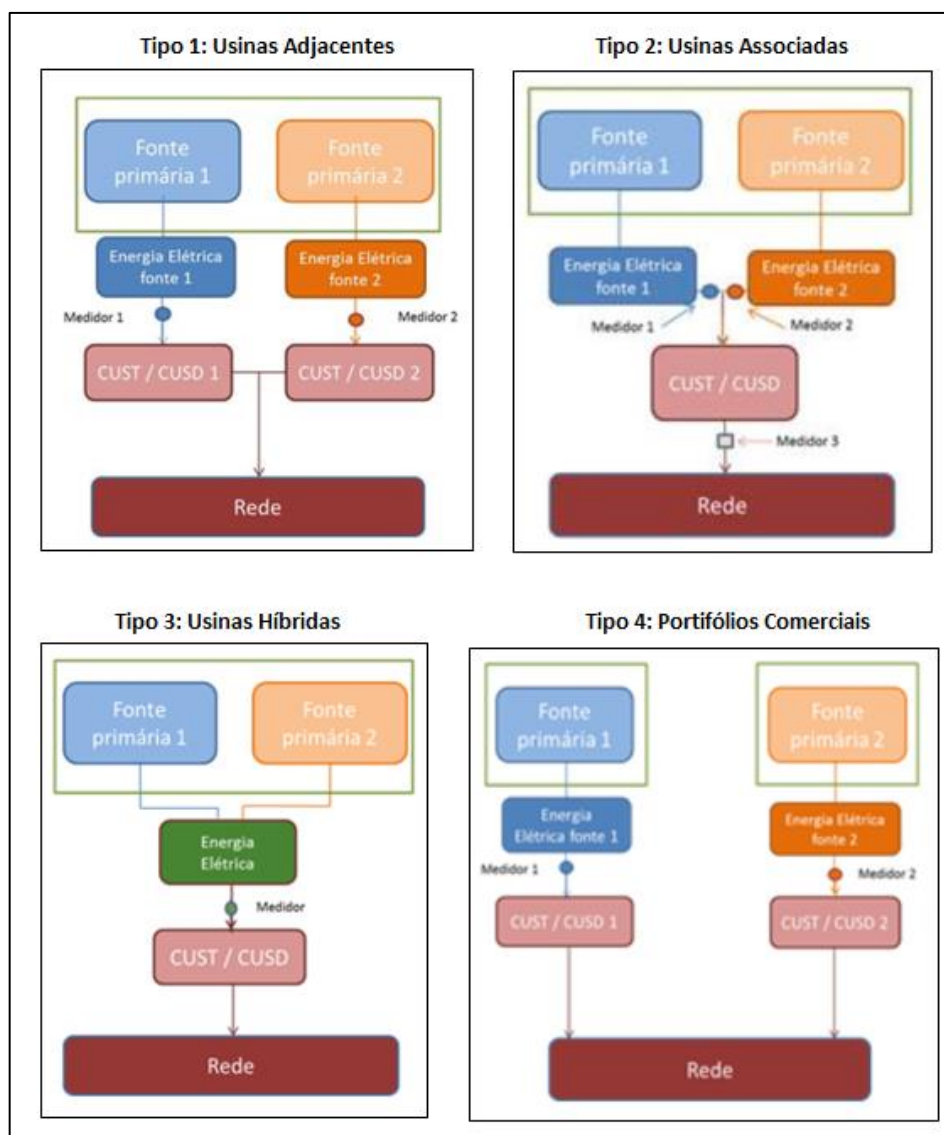 Tipo 1: Usinas Adjacentes
Fonte
primária 1
Fonte
primária 2
Energia Elétrica
fonte 1
Energia Elétrica
fonte 2
Medidor 1
Medidor 2
CUST / CUSD 1
CUST / CUSD 2
Rede
Tipo 2: Usinas Associadas
Fonte
primária 1
Fonte
primária 2
Energia Elétrica
fonte 1
Energia Elétrica
fonte 2
Medidor 1
Medidor 2
CUST / CUSD
Medidor 3
Rede
Tipo 3: Usinas Híbridas
Fonte
primária 1
Fonte
primária 2
Energia
Elétrica
Medidor
CUST / CUSD
Rede
Tipo 4: Portifólios Comerciais
Fonte
primária 1
Fonte
primária 2
Energia
Elétrica fonte 1
Energia Elétrica
fonte 2
Medidor 1
Medidor 2
CUST / CUSD 1
CUST / CUSD 2
Rede